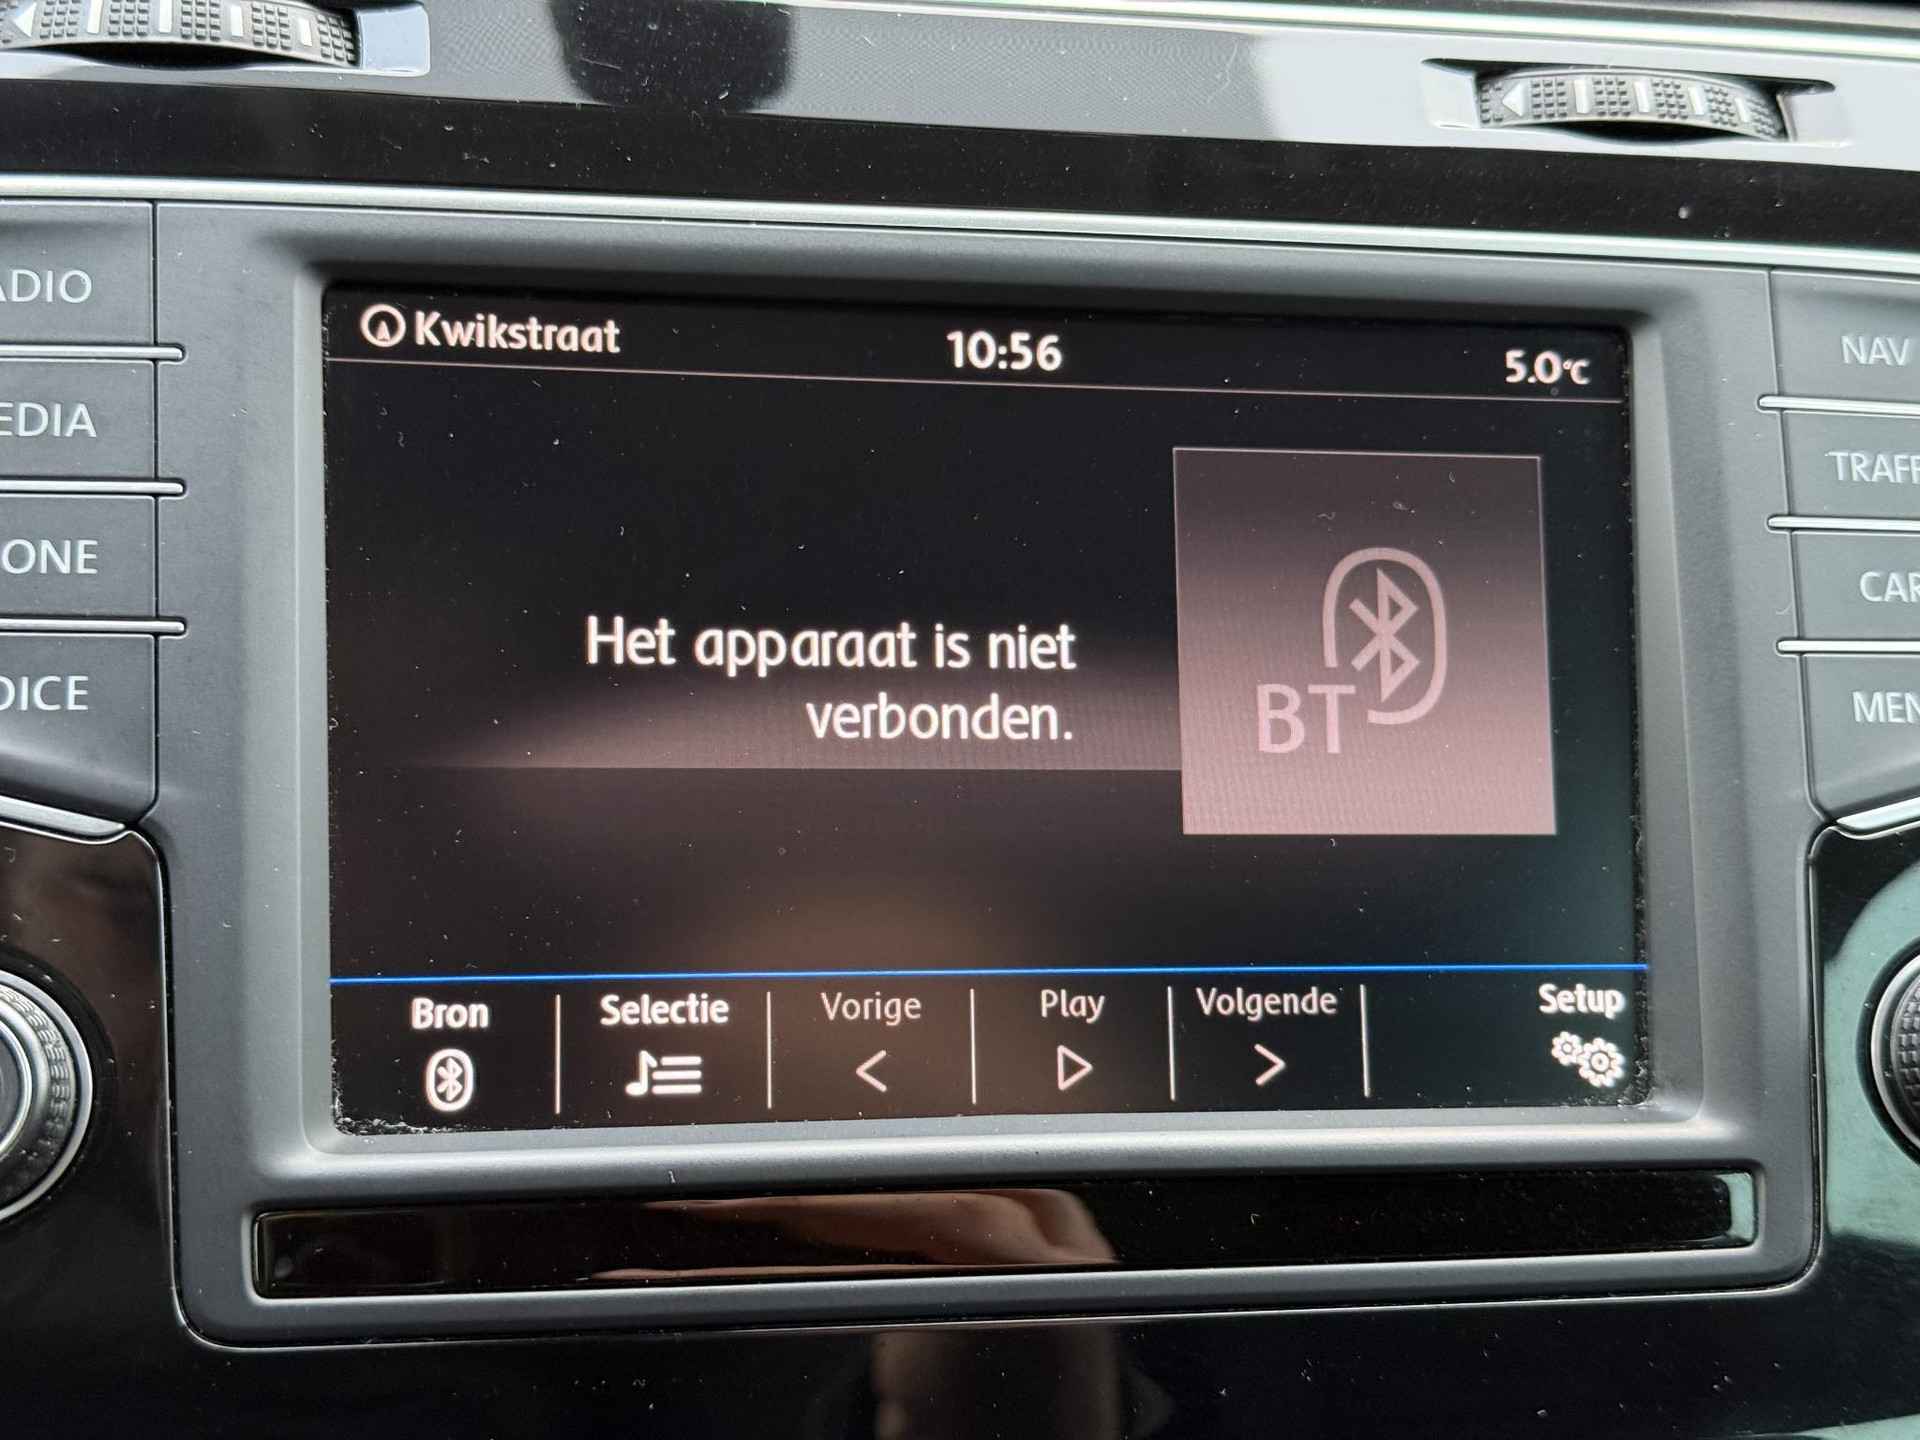 ADIO
EDIA
ONE
OICE
Kwikstraat
10:56
5.0°C
Het apparaat is niet
verbonden.
BT
Bron
Selectie
Vorige
Play
Volgende
Setup
NAV
TRAFF
CAR
MEN